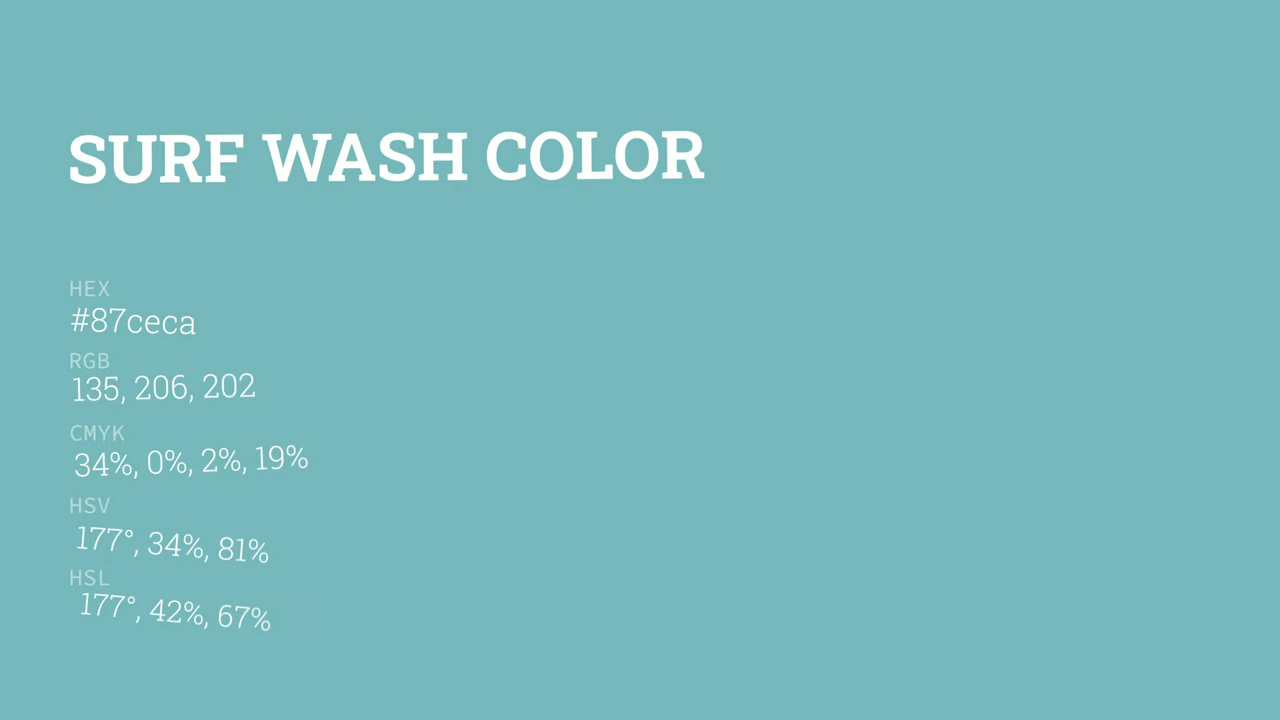 SURF WASH COLOR
HEX
#87ceca
RGB
135, 206, 202
CMYK
34%, 0%, 2%, 19%
HSV
177°, 34%, 81%
HSL
177°, 42%, 67%